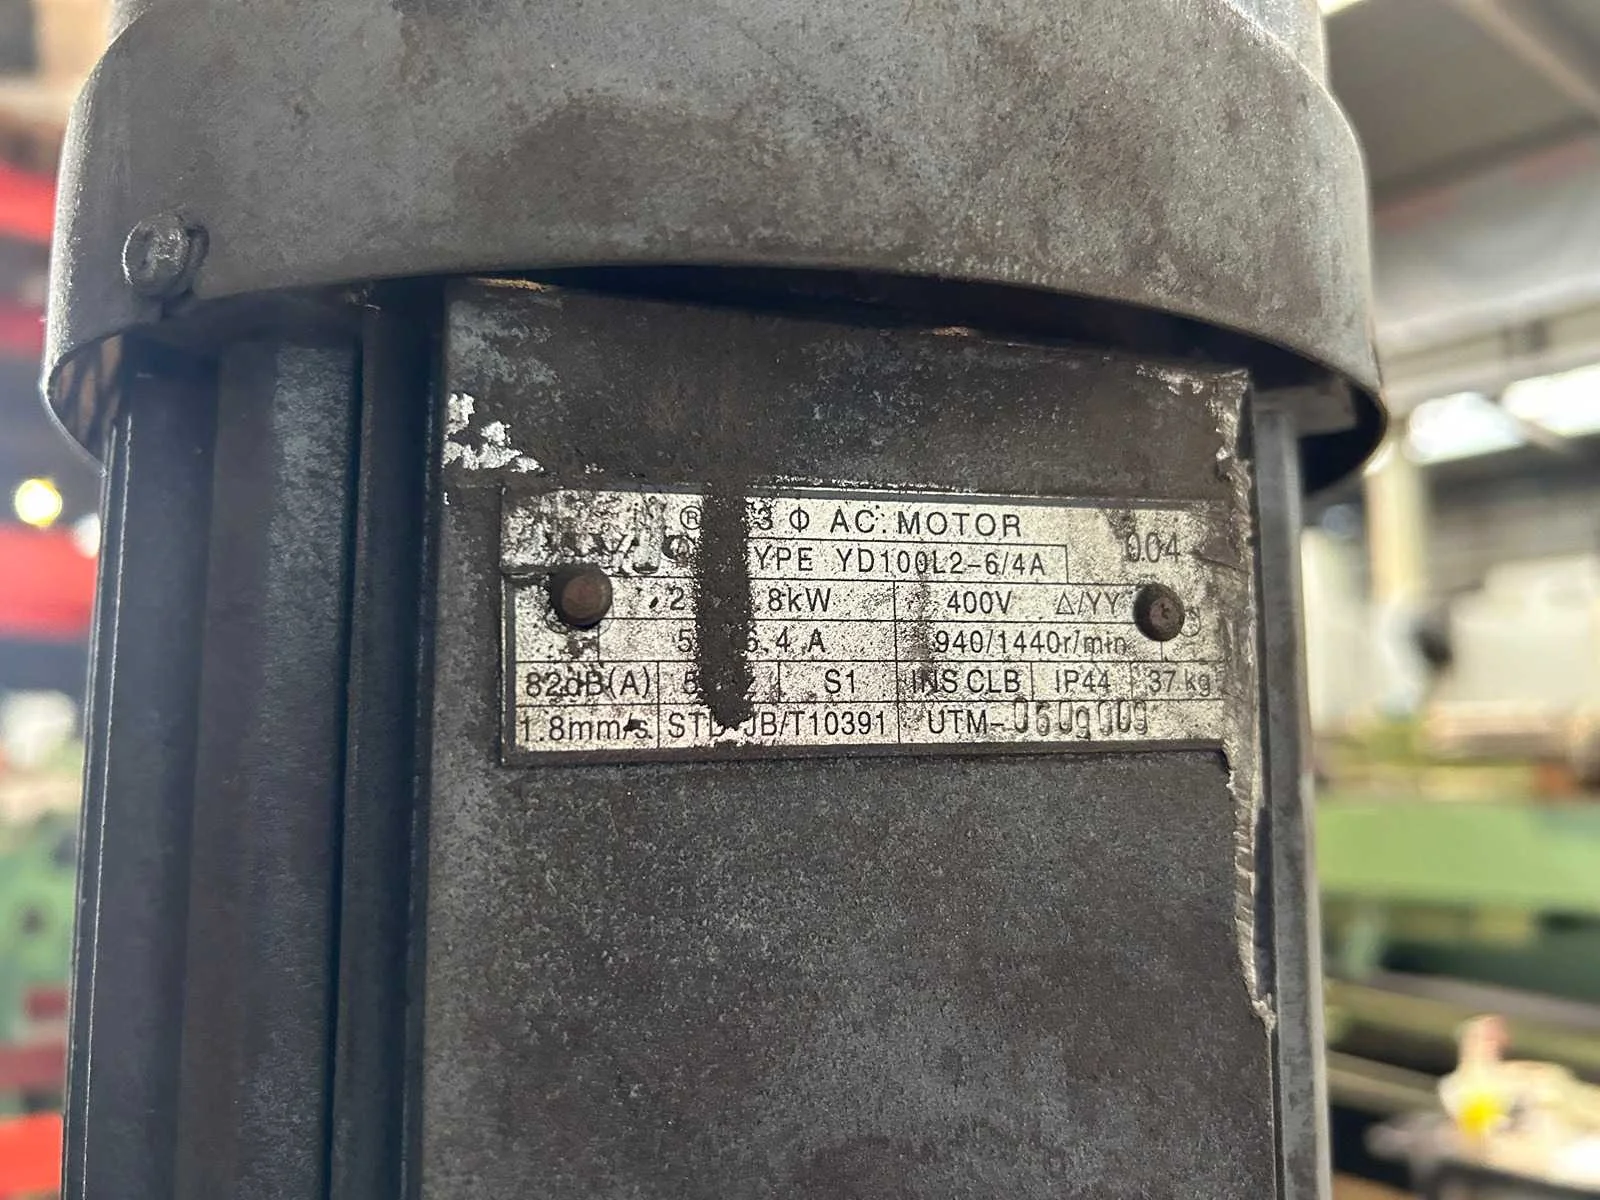 ® 3 Φ AC. MOTOR
YPE YD100L2-6/4A 004
8kW 400V △/YY
4 A 940/1440r/min
82dB(A) S1 INS CLB IP44 37 kg
1.8mm/s STD JB/T10391 UTM-